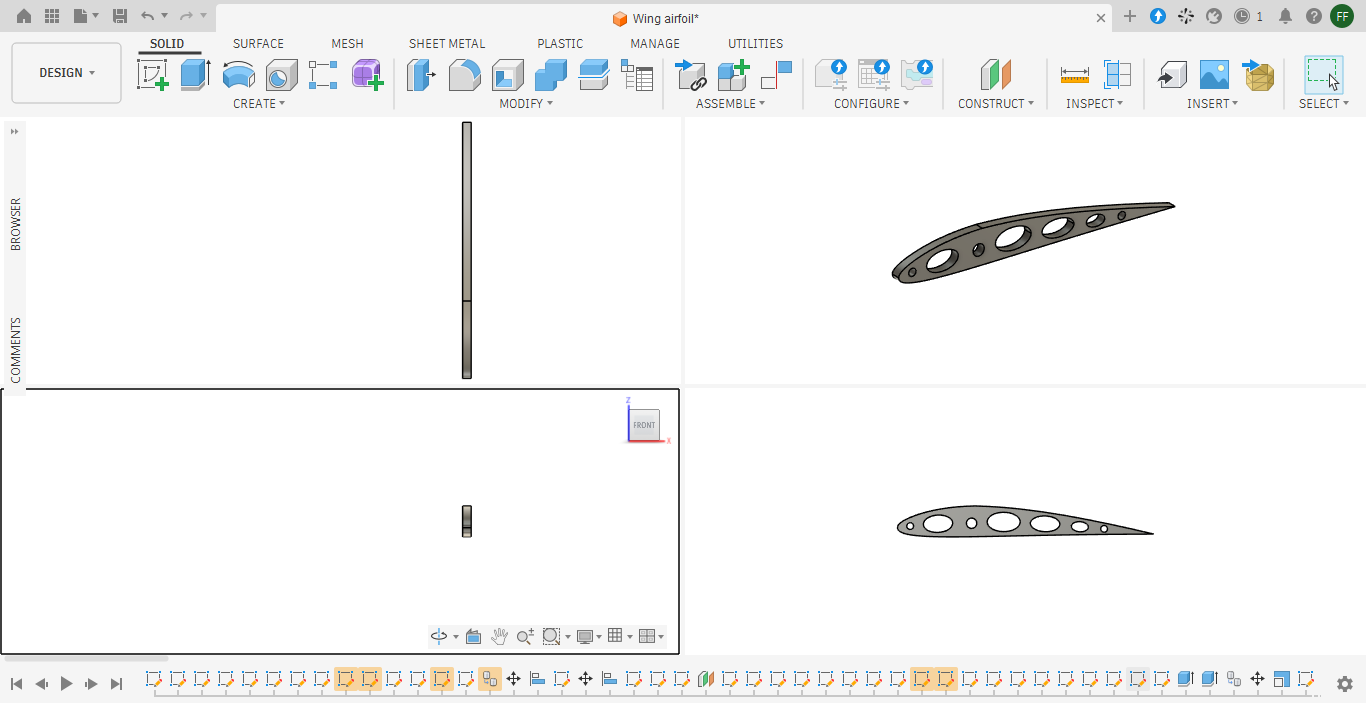 Wing airfoil*
1
FF
DESIGN
SOLID
SURFACE
MESH
SHEET METAL
PLASTIC
MANAGE
UTILITIES
CREATE
MODIFY
ASSEMBLE
CONFIGURE
CONSTRUCT
INSPECT
INSERT
SELECT
BROWSER
COMMENTS
Z
FRONT
X